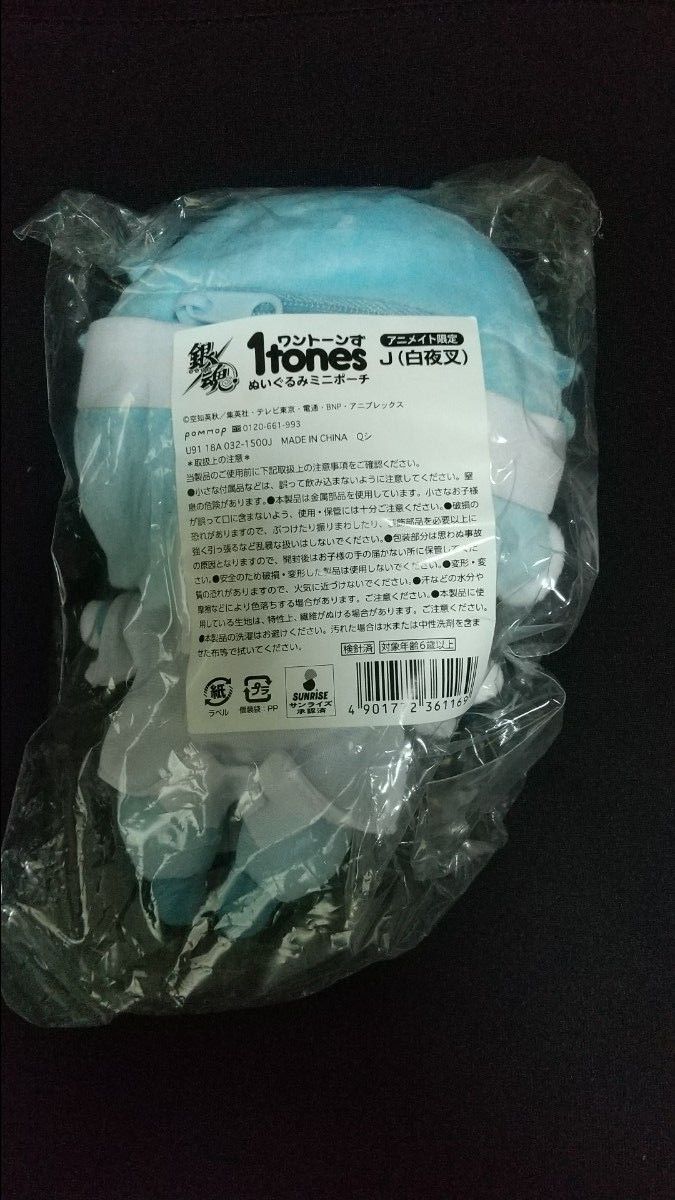 銀魂
ワントーンす
1tones
ぬいぐるみミニポーチ
アニメイト限定
J(白夜叉)
©空知英秋/集英社・テレビ東京・電通・BNP・アニプレックス
pommop 0120-661-993
U91 18A 032-1500J MADE IN CHINA Qシ
*取扱上の注意*
当製品のご使用前に下記取扱上の注意事項をご確認ください。
●小さな付属品などは、誤って飲み込まないように注意してください。窒
息の危険があります。●本製品は金属部品を使用しています。小さなお子様
が誤って口に含まないよう、使用・保管には十分ご注意ください。●破損の
恐れがありますので、ぶつけたり振りまわしたり、装飾部品を必要以上に
強く引っ張るなど乱暴な扱いはしないでください。●包装部分は思わぬ事故
の原因となりますので、開封後はお子様の手の届かない所に保管してくだ
さい。●安全のため破損・変形した製品は使用しないでください。●変形・変
質の恐れがありますので、火気に近づけないでください。●汗などの水分や
摩擦などにより色落ちする場合があります。ご注意ください。●本製品に使
用している生地は、特性上、繊維がぬける場合があります。ご注意ください。
●本製品の洗濯はお避けください。汚れた場合は水または中性洗剤を含ま
せた布等で拭いてください。
検針済 対象年齢6歳以上
紙
ラベル
プラ
個装袋:PP
SUNRISE
サンライズ
承認済
4 901772 361169